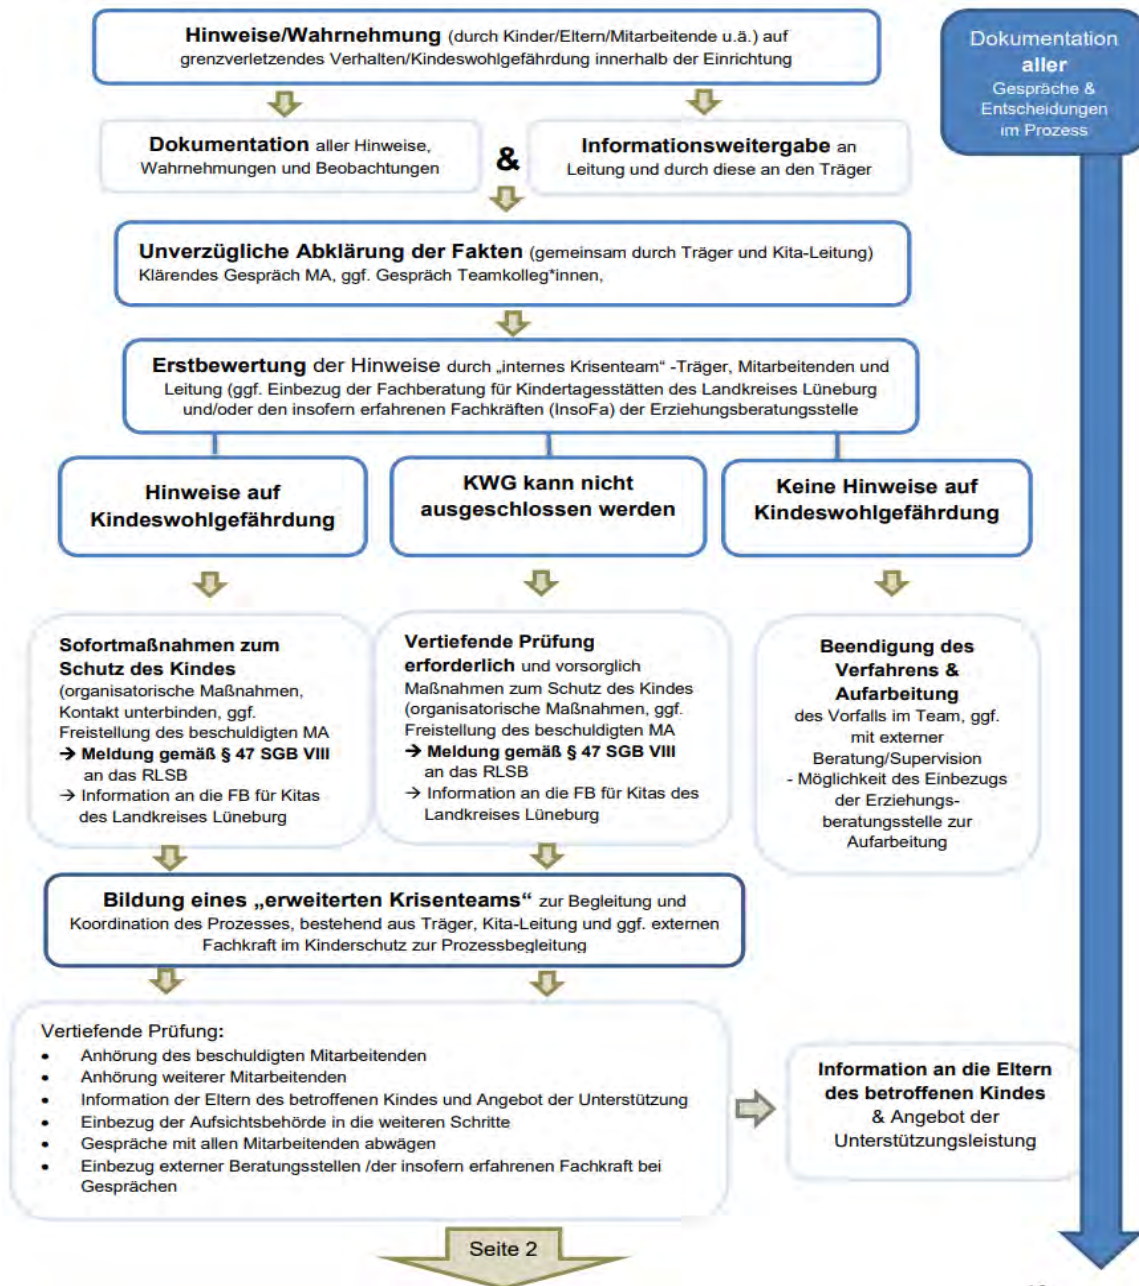 Hinweise/Wahrnehmung (durch Kinder/Eltern/Mitarbeitende u.ä.) auf
grenzverletzendes Verhalten/Kindeswohlgefährdung innerhalb der Einrichtung
Dokumentation
aller
Gespräche &
Entscheidungen
im Prozess
Dokumentation aller Hinweise,
Wahrnehmungen und Beobachtungen
&
Informationsweitergabe an
Leitung und durch diese an den Träger
Unverzügliche Abklärung der Fakten (gemeinsam durch Träger und Kita-Leitung)
Klärendes Gespräch MA, ggf. Gespräch Teamkolleg*innen,
Erstbewertung der Hinweise durch „internes Krisenteam“ -Träger, Mitarbeitenden und
Leitung (ggf. Einbezug der Fachberatung für Kindertagesstätten des Landkreises Lüneburg
und/oder den insofern erfahrenen Fachkräften (InsoFa) der Erziehungsberatungsstelle
Hinweise auf
Kindeswohlgefährdung
KWG kann nicht
ausgeschlossen werden
Keine Hinweise auf
Kindeswohlgefährdung
Sofortmaßnahmen zum
Schutz des Kindes
(organisatorische Maßnahmen,
Kontakt unterbinden, ggf.
Freistellung des beschuldigten MA
→ Meldung gemäß § 47 SGB VIII
an das RLSB
→ Information an die FB für Kitas
des Landkreises Lüneburg
Vertiefende Prüfung
erforderlich und vorsorglich
Maßnahmen zum Schutz des Kindes
(organisatorische Maßnahmen, ggf.
Freistellung des beschuldigten MA
→ Meldung gemäß § 47 SGB VIII
an das RLSB
→ Information an die FB für Kitas des
Landkreises Lüneburg
Beendigung des
Verfahrens &
Aufarbeitung
des Vorfalls im Team, ggf.
mit externer
Beratung/Supervision
- Möglichkeit des Einbezugs
der Erziehungs-
beratungsstelle zur
Aufarbeitung
Bildung eines „erweiterten Krisenteams“ zur Begleitung und
Koordination des Prozesses, bestehend aus Träger, Kita-Leitung und ggf. externen
Fachkraft im Kinderschutz zur Prozessbegleitung
Vertiefende Prüfung:
• Anhörung des beschuldigten Mitarbeitenden
• Anhörung weiterer Mitarbeitenden
• Information der Eltern des betroffenen Kindes und Angebot der Unterstützung
• Einbezug der Aufsichtsbehörde in die weiteren Schritte
• Gespräche mit allen Mitarbeitenden abwägen
• Einbezug externer Beratungsstellen /der insofern erfahrenen Fachkraft bei
Gesprächen
Information an die Eltern
des betroffenen Kindes
& Angebot der
Unterstützungsleistung
Seite 2